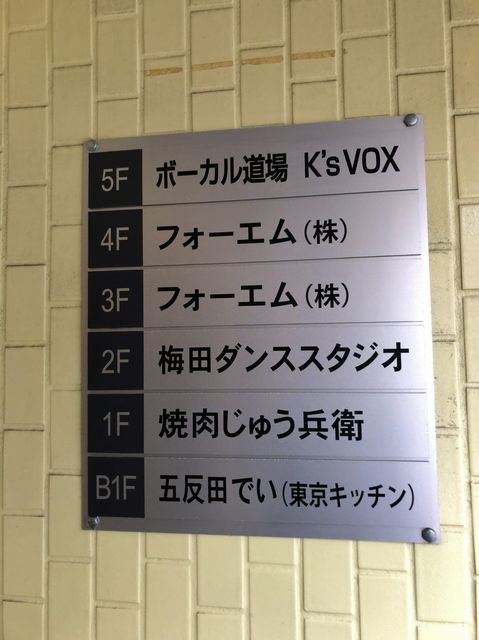 5F ボーカル道場 K'sVOX
4F フォーエム(株)
3F フォーエム(株)
2F 梅田ダンススタジオ
1F 焼肉じゅう兵衛
B1F 五反田でい(東京キッチン)